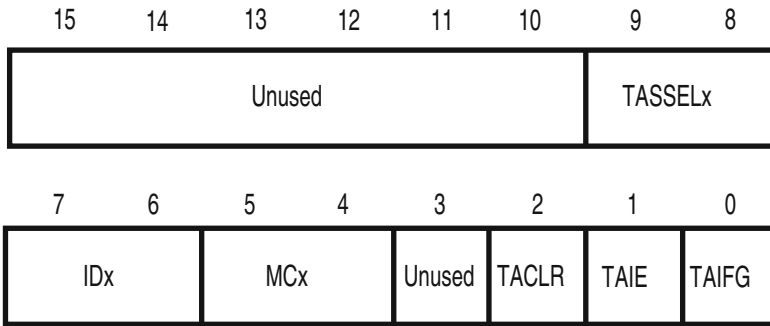 15 14 13 12 11 10 9 8
Unused TASSELx
7 6 5 4 3 2 1 0
IDx MCx Unused TACLR TAIE TAIFG